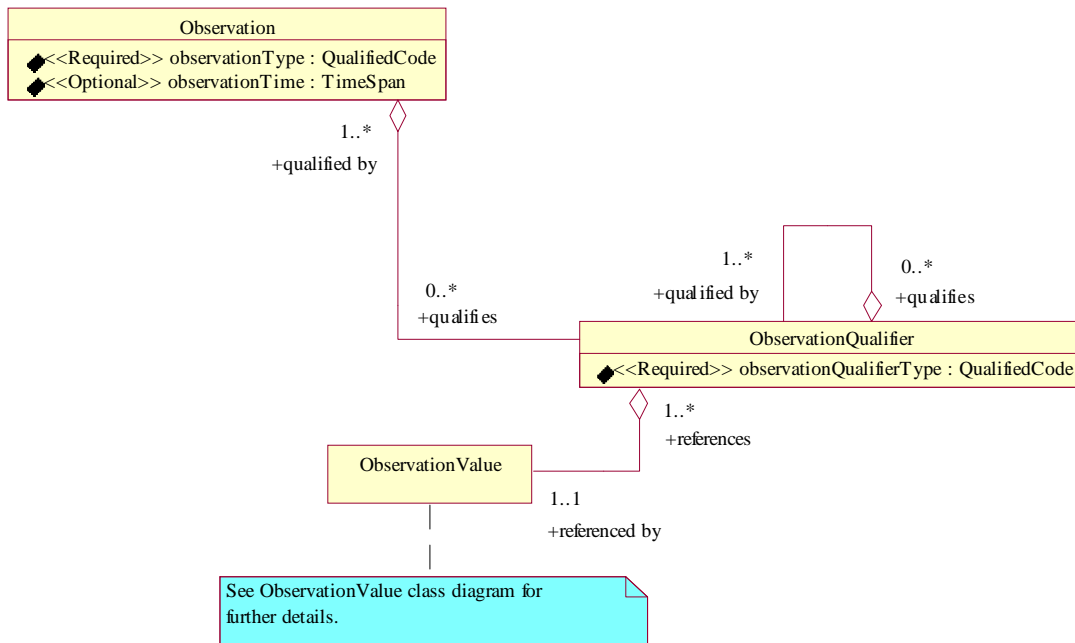 Observation
<<Required>> observationType : QualifiedCode
<<Optional>> observationTime : TimeSpan
1..*
+qualified by
0..*
+qualifies
1..*
+qualified by
0..*
+qualifies
ObservationQualifier
<<Required>> observationQualifierType : QualifiedCode
1..*
+references
ObservationValue
1..1
+referenced by
See ObservationValue class diagram for
further details.